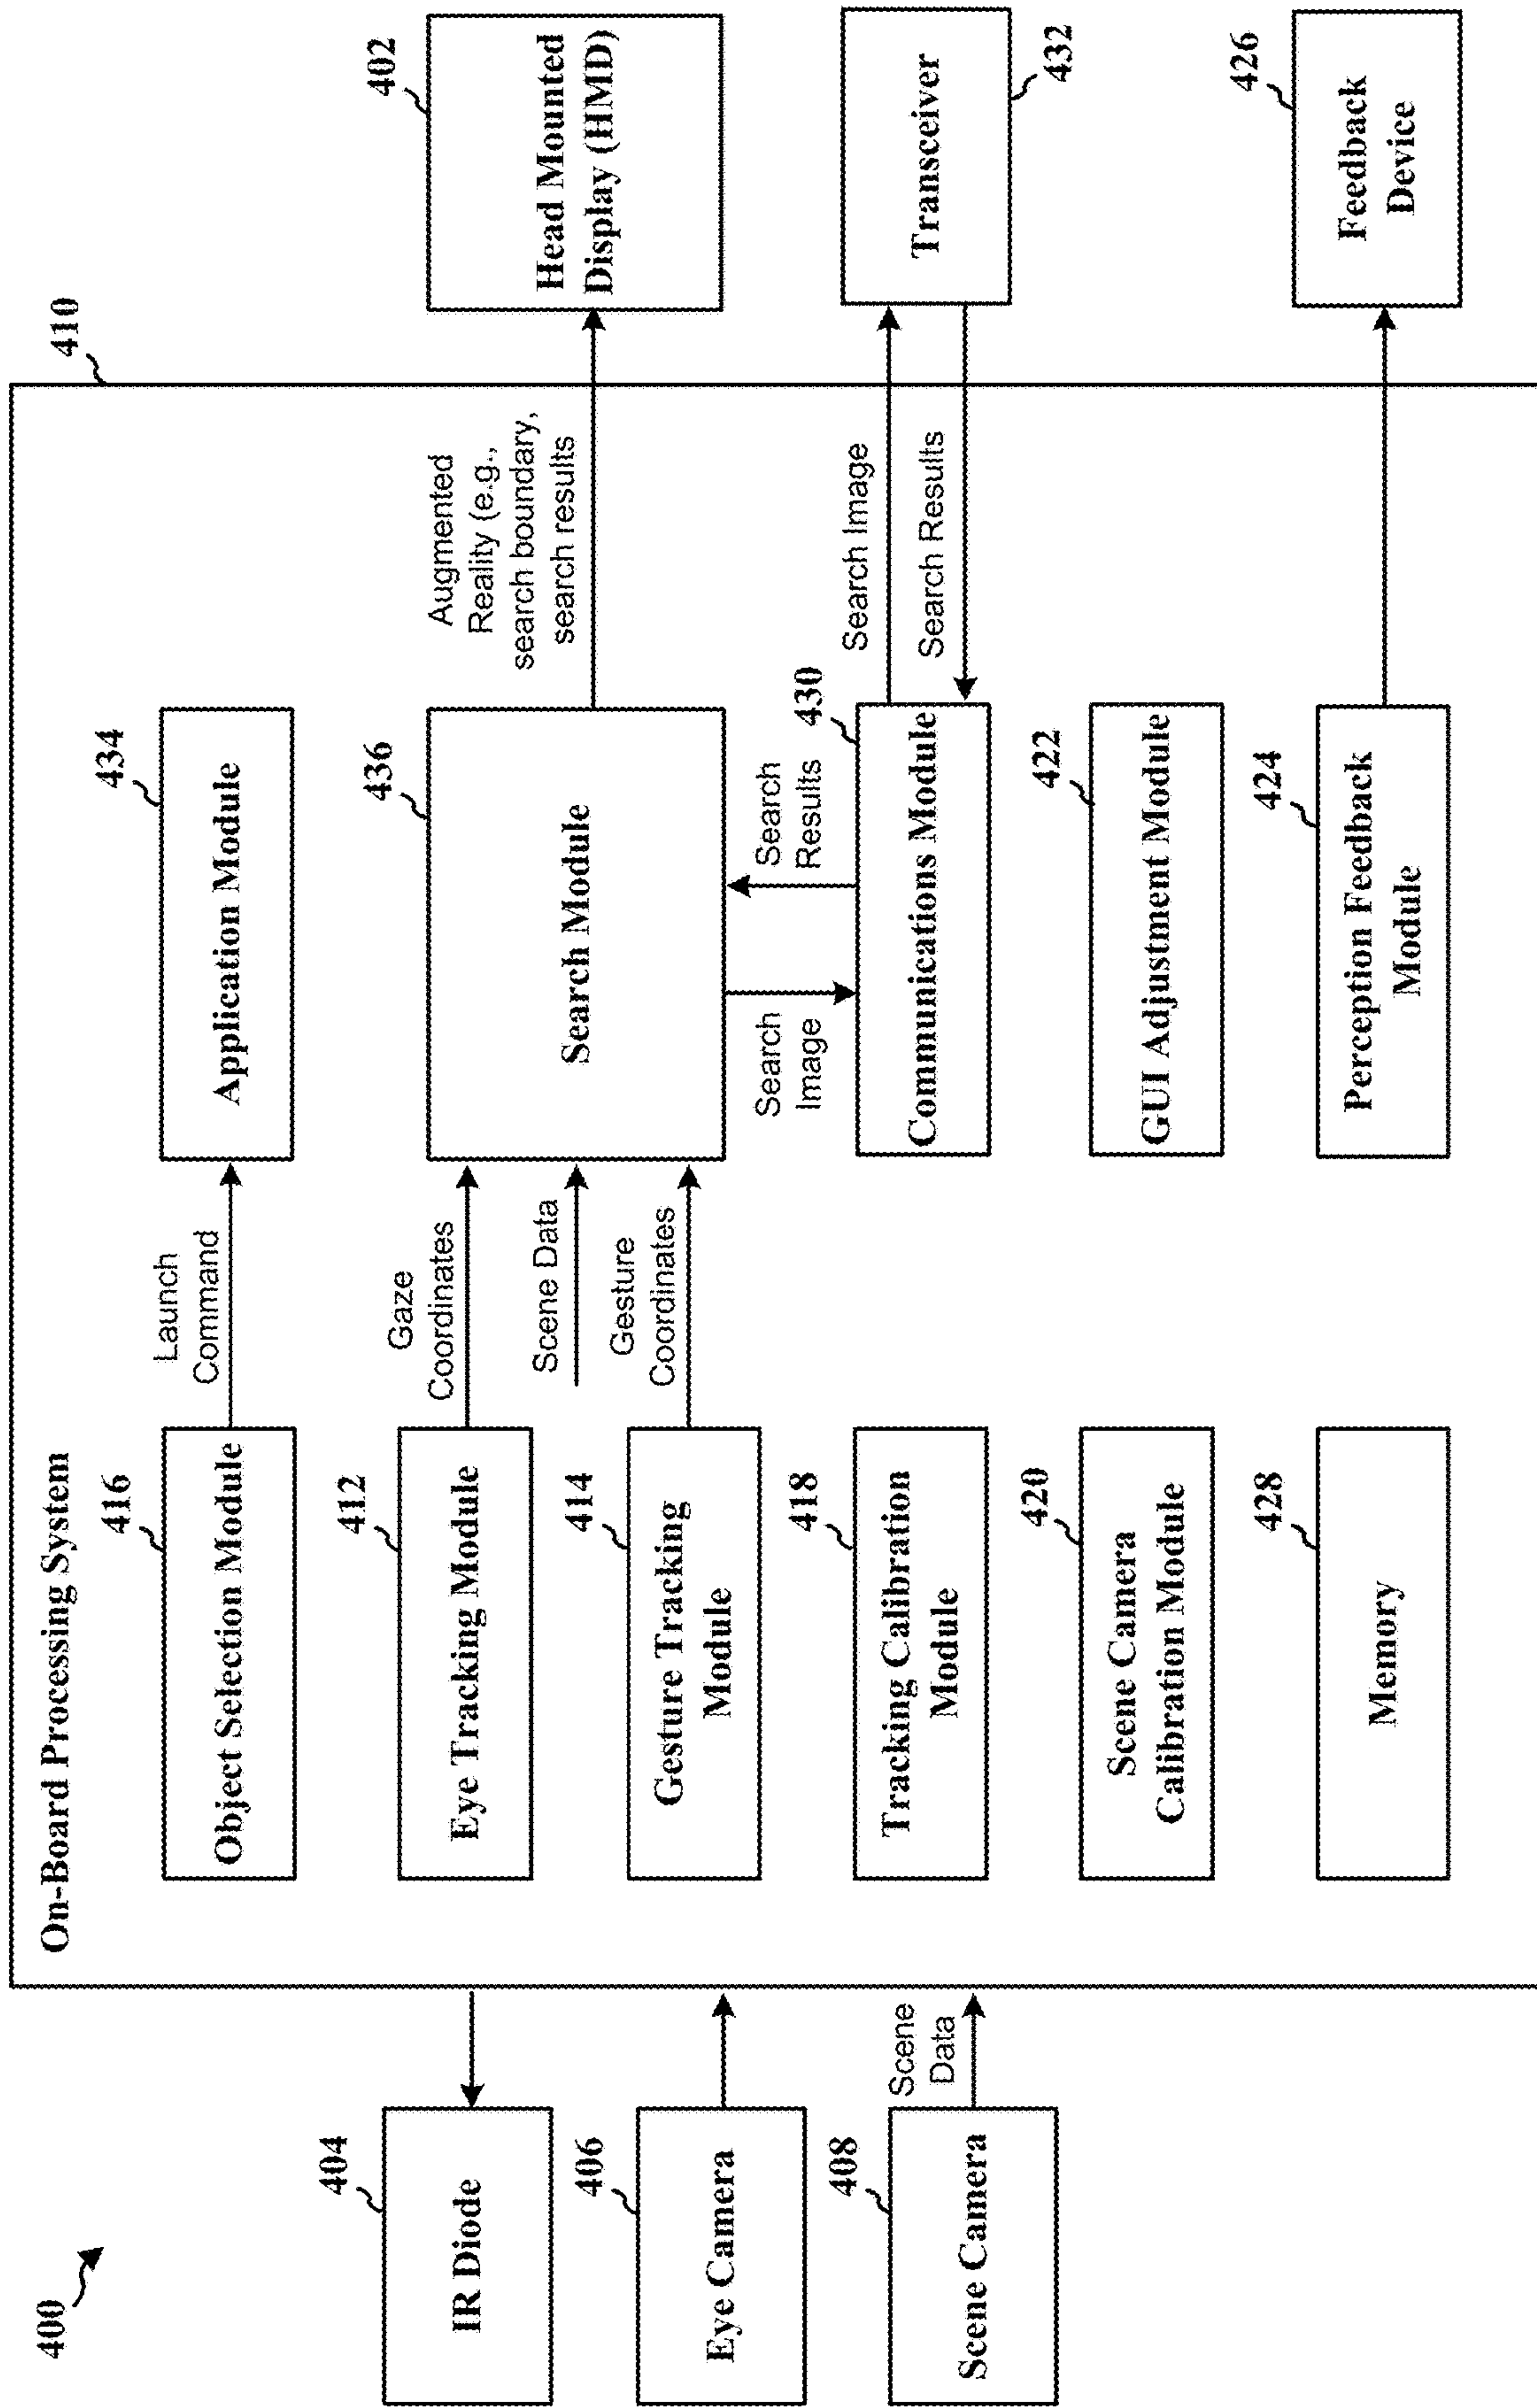 400
IR Diode
404
Eye Camera
406
Scene Camera
408
Scene
Data
410
On-Board Processing System
Object Selection Module
416
Launch
Command
Application Module
434
Eye Tracking Module
412
Gaze
Coordinates
Scene Data
Gesture Tracking
Module
414
Gesture
Coordinates
Search Module
436
Augmented
Reality (e.g.,
search boundary,
search results
Head Mounted
Display (HMD)
402
Search
Image
Search
Results
Tracking Calibration
Module
418
Communications Module
430
Search Image
Search Results
Transceiver
432
Scene Camera
Calibration Module
420
GUI Adjustment Module
422
Memory
428
Perception Feedback
Module
424
Feedback
Device
426